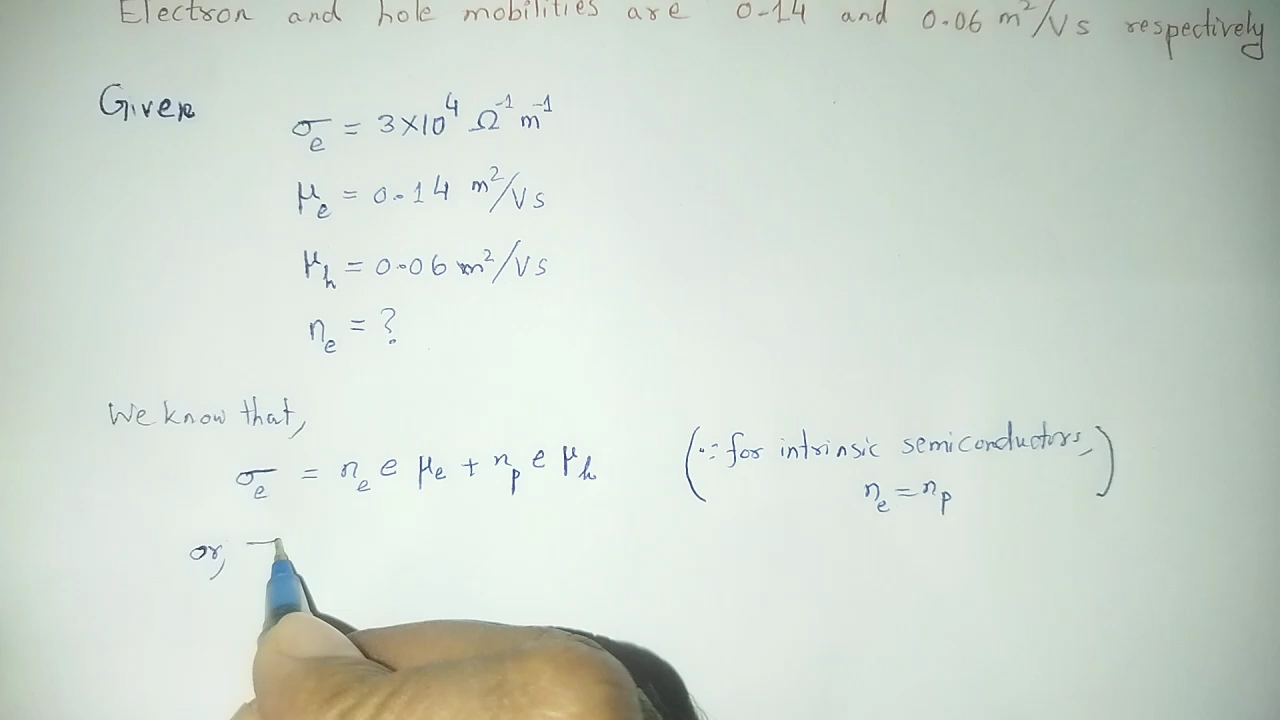 Electron and hole mobilities are 0.14 and 0.06 m²/Vs respectively
Given
σₑ = 3×10⁴ Ω⁻¹ m⁻¹
μₑ = 0.14 m²/Vs
μₕ = 0.06 m²/Vs
nₑ = ?
We know that,
σₑ = nₑ e μₑ + nₚ e μₕ (∵ for intrinsic semiconductors, nₑ = nₚ)
or,